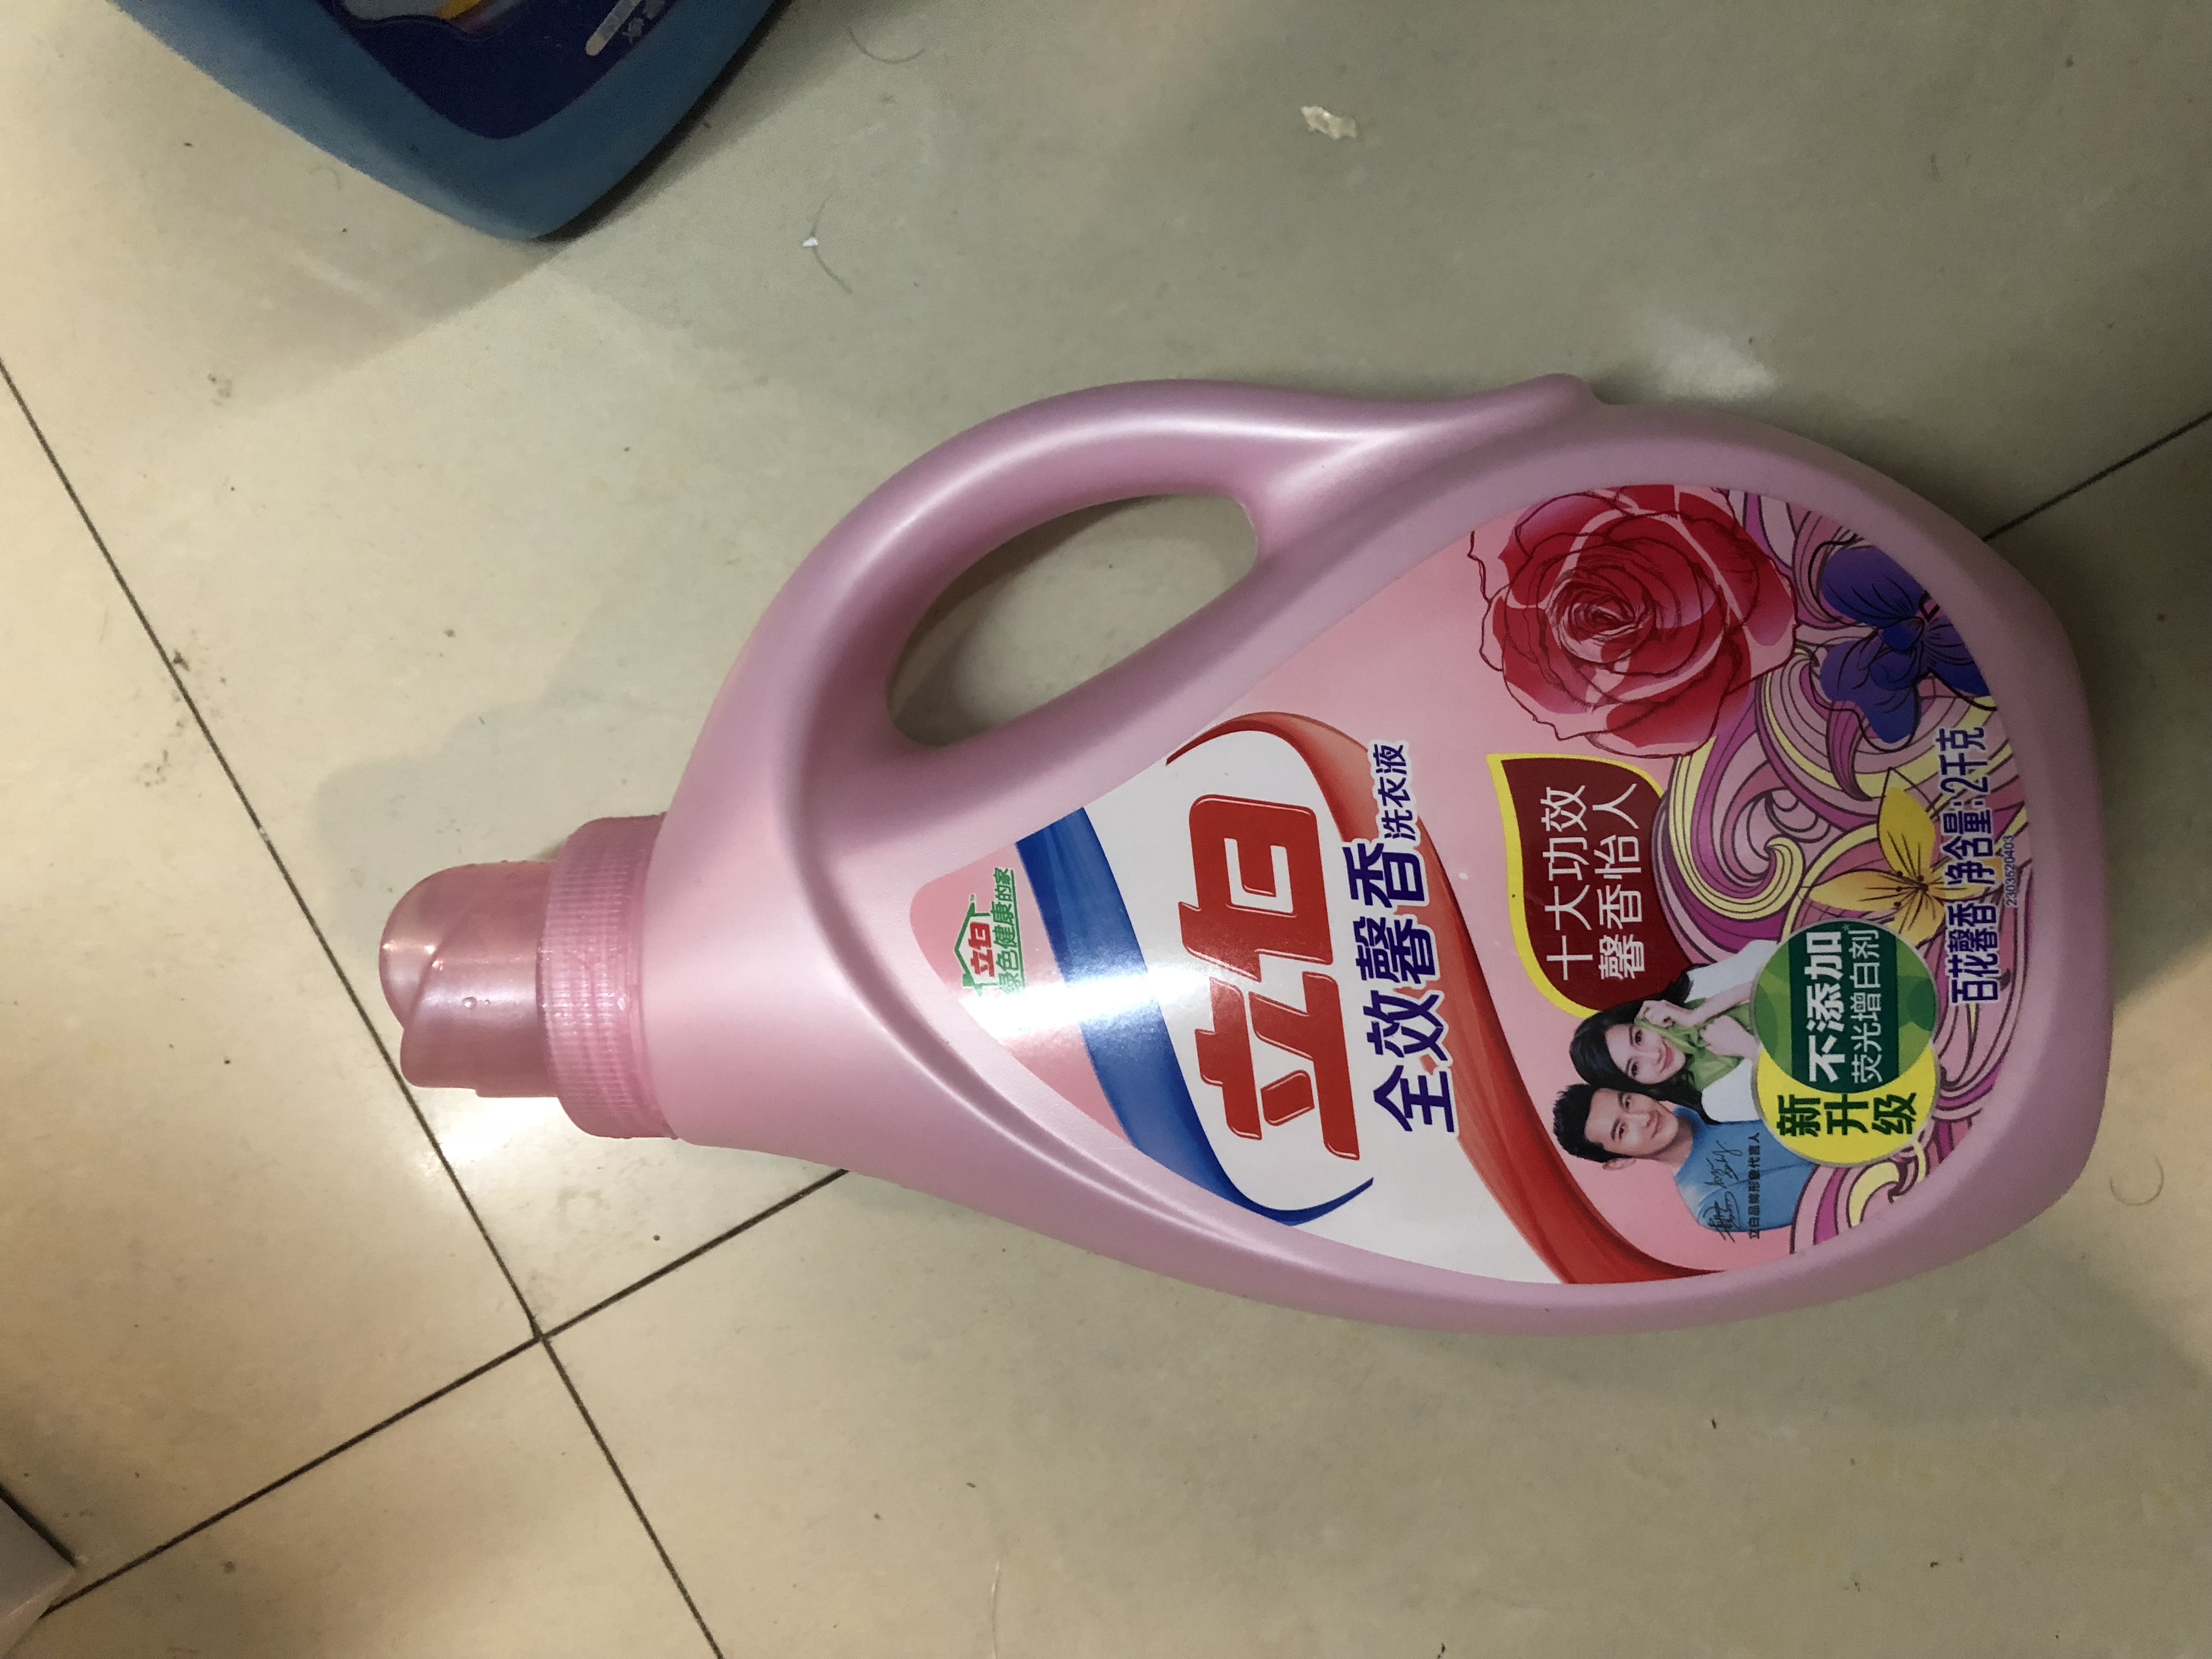 立白™
绿色健康的家
立白
全效馨香洗衣液
十大功效
馨香怡人
立白品牌形象代言人
新升级
不添加
荧光增白剂*
百花馨香 净含量:2千克
2303520403